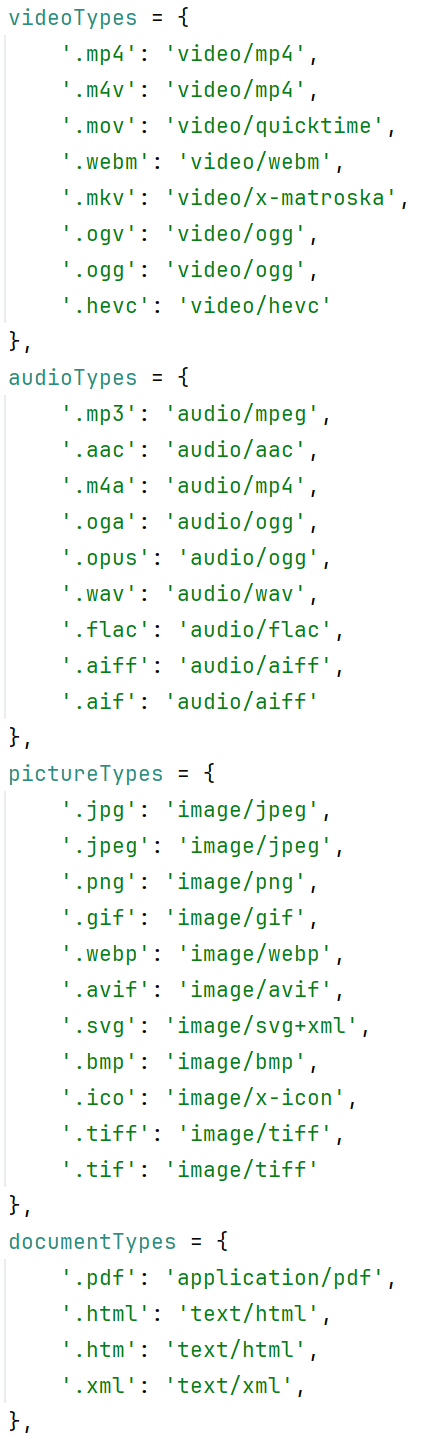 videoTypes = {
    '.mp4': 'video/mp4',
    '.m4v': 'video/mp4',
    '.mov': 'video/quicktime',
    '.webm': 'video/webm',
    '.mkv': 'video/x-matroska',
    '.ogv': 'video/ogg',
    '.ogg': 'video/ogg',
    '.hevc': 'video/hevc'
},
audioTypes = {
    '.mp3': 'audio/mpeg',
    '.aac': 'audio/aac',
    '.m4a': 'audio/mp4',
    '.oga': 'audio/ogg',
    '.opus': 'audio/ogg',
    '.wav': 'audio/wav',
    '.flac': 'audio/flac',
    '.aiff': 'audio/aiff',
    '.aif': 'audio/aiff'
},
pictureTypes = {
    '.jpg': 'image/jpeg',
    '.jpeg': 'image/jpeg',
    '.png': 'image/png',
    '.gif': 'image/gif',
    '.webp': 'image/webp',
    '.avif': 'image/avif',
    '.svg': 'image/svg+xml',
    '.bmp': 'image/bmp',
    '.ico': 'image/x-icon',
    '.tiff': 'image/tiff',
    '.tif': 'image/tiff'
},
documentTypes = {
    '.pdf': 'application/pdf',
    '.html': 'text/html',
    '.htm': 'text/html',
    '.xml': 'text/xml',
},